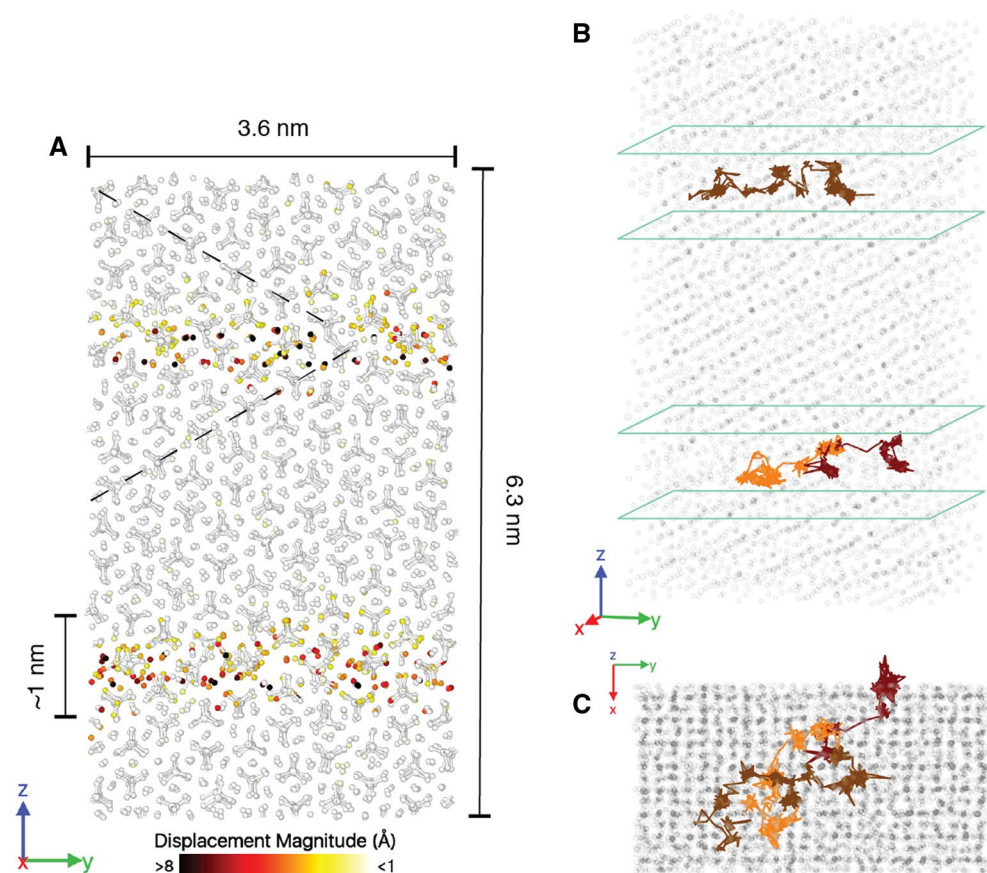 A
3.6 nm
6.3 nm
~1 nm
z
x
y
Displacement Magnitude (Å)
>8
<1
B
z
x
y
C
z
y
x